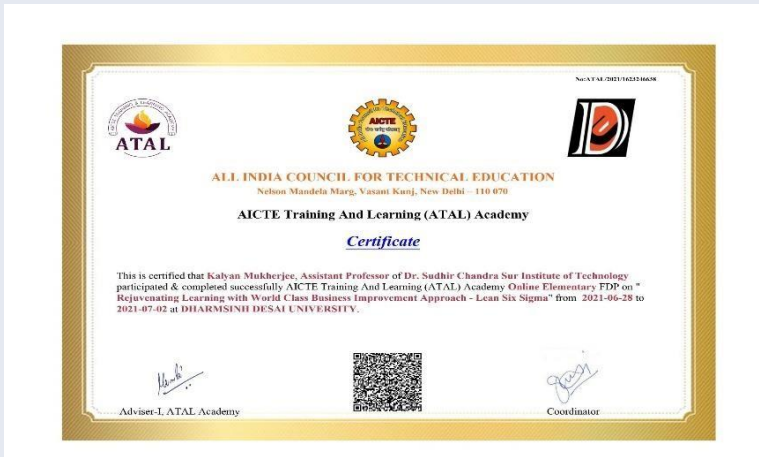 No:ATAL/2021/1623246638
ATAL
AICTE
ALL INDIA COUNCIL FOR TECHNICAL EDUCATION
Nelson Mandela Marg, Vasant Kunj, New Delhi – 110 070
AICTE Training And Learning (ATAL) Academy
Certificate
This is certified that Kalyan Mukherjee, Assistant Professor of Dr. Sudhir Chandra Sur Institute of Technology
participated & completed successfully AICTE Training And Learning (ATAL) Academy Online Elementary FDP on "
Rejuvenating Learning with World Class Business Improvement Approach - Lean Six Sigma" from 2021-06-28 to
2021-07-02 at DHARMSINH DESAI UNIVERSITY.
Adviser-I, ATAL Academy
Coordinator